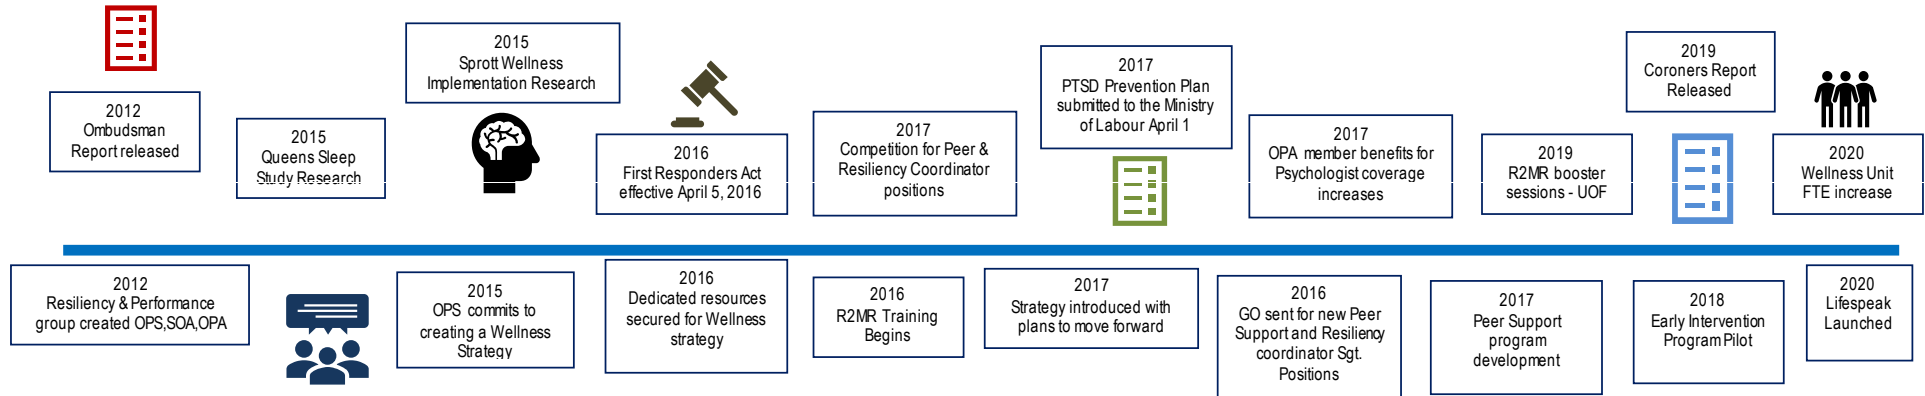 2012
Ombudsman
Report released
2015
Queens Sleep
Study Research
2015
Sprott Wellness
Implementation Research
2016
First Responders Act
effective April 5, 2016
2017
Competition for Peer &
Resiliency Coordinator
positions
2017
PTSD Prevention Plan
submitted to the Ministry
of Labour April 1
2017
OPA member benefits for
Psychologist coverage
increases
2019
R2MR booster
sessions - UOF
2019
Coroners Report
Released
2020
Wellness Unit
FTE increase
2012
Resiliency & Performance
group created OPS,SOA,OPA
2015
OPS commits to
creating a Wellness
Strategy
2016
Dedicated resources
secured for Wellness
strategy
2016
R2MR Training
Begins
2017
Strategy introduced with
plans to move forward
2016
GO sent for new Peer
Support and Resiliency
coordinator Sgt.
Positions
2017
Peer Support
program
development
2018
Early Intervention
Program Pilot
2020
Lifespeak
Launched